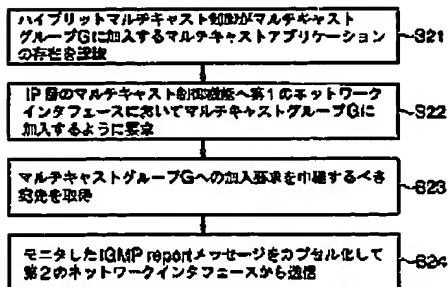 ハイブリットマルチキャスト制御がマルチキャスト
グループGに加入するマルチキャストアプリケーション
の存在を認識
S21
IP層のマルチキャスト制御機能へ第1のネットワーク
インタフェースにおいてマルチキャストグループGに
加入するように要求
S22
マルチキャストグループGへの加入要求を中継するべき
宛先を取得
S23
モニタしたIGMP reportメッセージをカプセル化して
第2のネットワークインタフェースから送信
S24